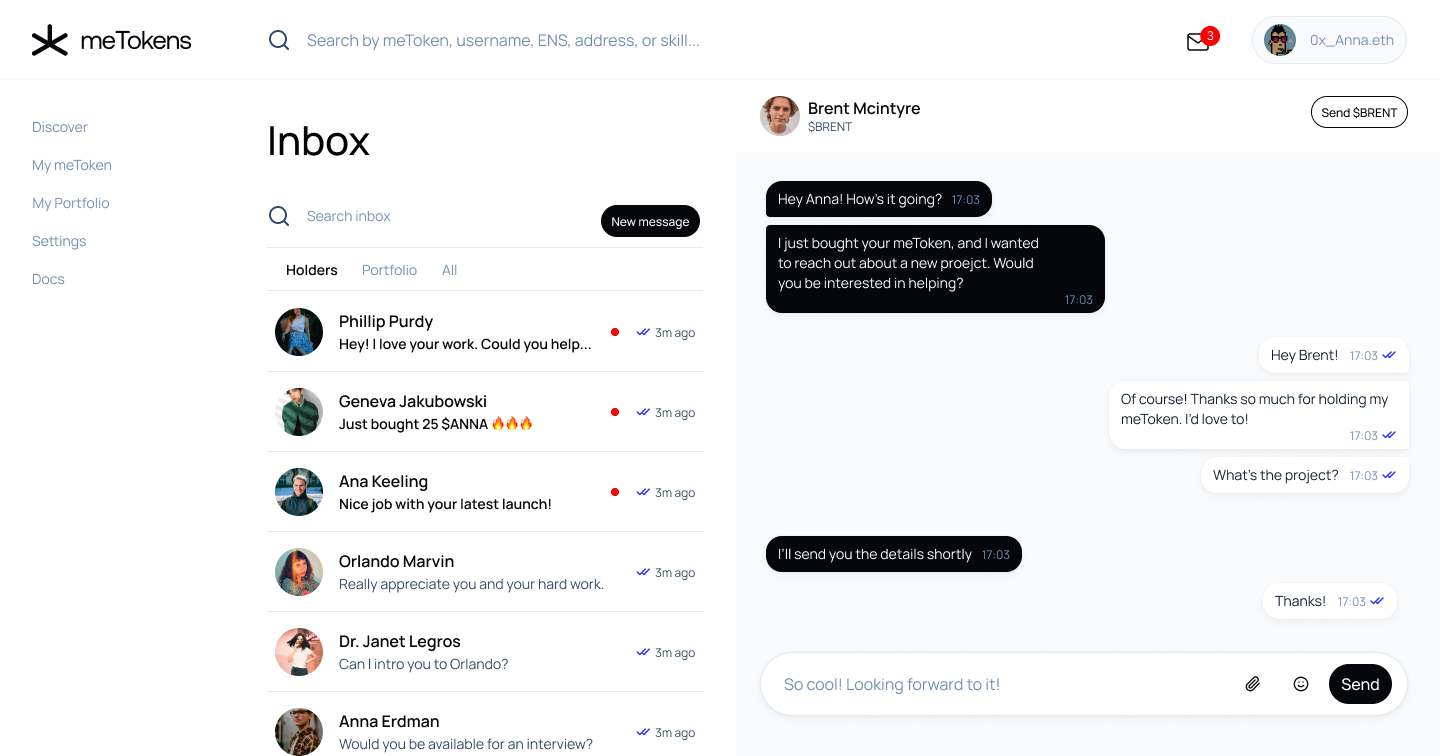 meTokens
Search by meToken, username, ENS, address, or skill...
3
0x_Anna.eth
Discover
My meToken
My Portfolio
Settings
Docs
Inbox
Search inbox
New message
Holders
Portfolio
All
Phillip Purdy
Hey! I love your work. Could you help...
3m ago
Geneva Jakubowski
Just bought 25 $ANNA 🔥🔥🔥
3m ago
Ana Keeling
Nice job with your latest launch!
3m ago
Orlando Marvin
Really appreciate you and your hard work.
3m ago
Dr. Janet Legros
Can I intro you to Orlando?
3m ago
Anna Erdman
Would you be available for an interview?
3m ago
Brent Mcintyre
$BRENT
Send $BRENT
Hey Anna! How's it going? 17:03
I just bought your meToken, and I wanted
to reach out about a new proejct. Would
you be interested in helping?
17:03
Hey Brent! 17:03
Of course! Thanks so much for holding my
meToken. I'd love to!
17:03
What's the project? 17:03
I'll send you the details shortly 17:03
Thanks! 17:03
So cool! Looking forward to it!
Send